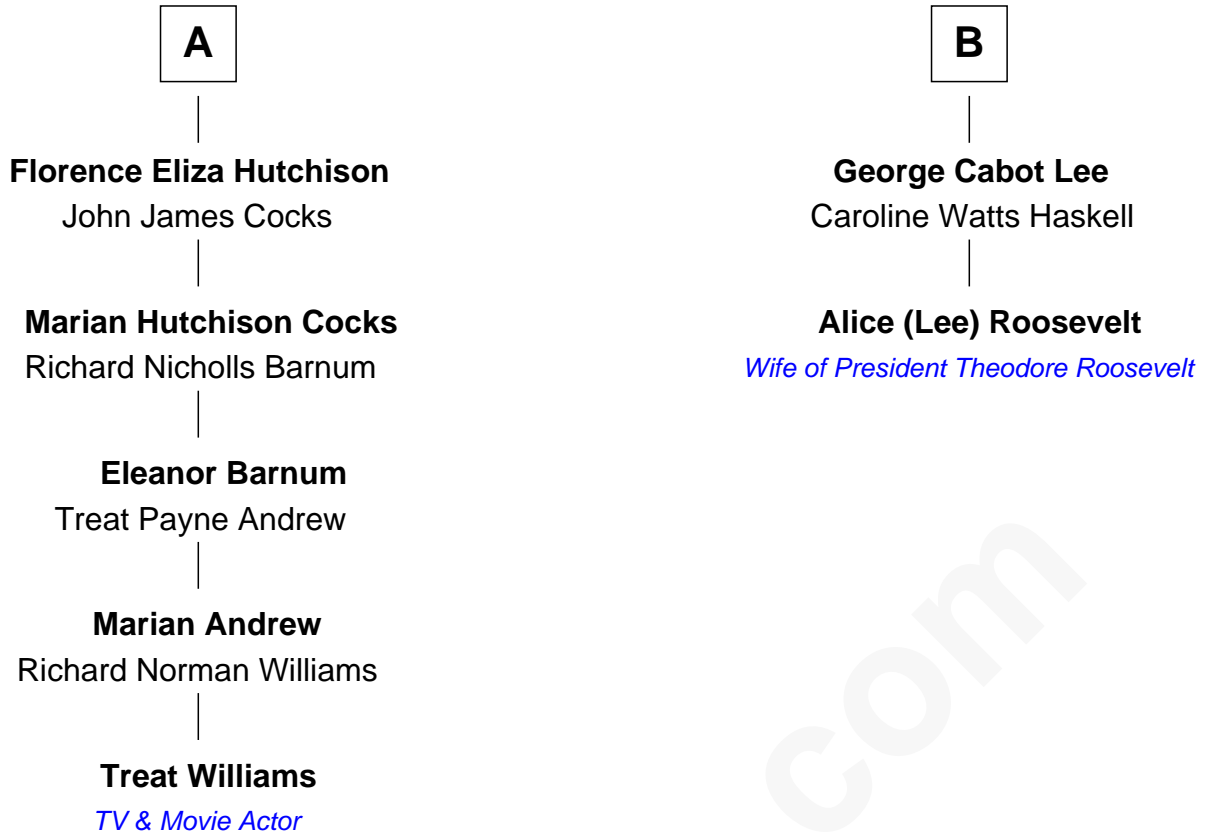 A
Florence Eliza Hutchison
John James Cocks
Marian Hutchison Cocks
Richard Nicholls Barnum
Eleanor Barnum
Treat Payne Andrew
Marian Andrew
Richard Norman Williams
Treat Williams
TV & Movie Actor
B
George Cabot Lee
Caroline Watts Haskell
Alice (Lee) Roosevelt
Wife of President Theodore Roosevelt
com